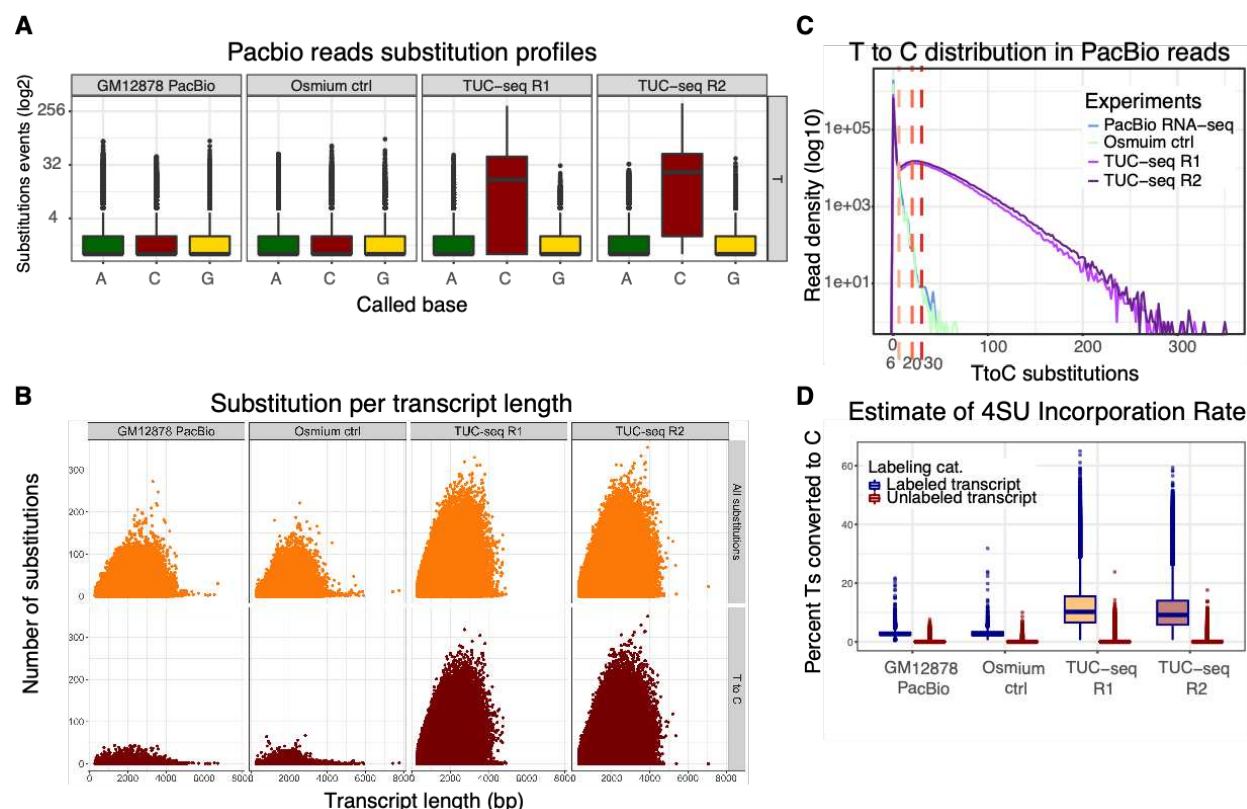 A
Pacbio reads substitution profiles
GM12878 PacBio
Osmium ctrl
TUC-seq R1
TUC-seq R2
Substitutions events (log2)
256
32
4
T
A C G A C G A C G A C G
Called base
B
Substitution per transcript length
GM12878 PacBio
Osmium ctrl
TUC-seq R1
TUC-seq R2
Number of substitutions
300
200
100
0
All substitutions
300
200
100
0
T to C
0 2000 4000 6000 8000
0 2000 4000 6000 8000
0 2000 4000 6000 8000
0 2000 4000 6000 8000
Transcript length (bp)
C
T to C distribution in PacBio reads
Read density (log10)
1e+05
1e+03
1e+01
Experiments
PacBio RNA-seq
Osmuim ctrl
TUC-seq R1
TUC-seq R2
0 100 200 300
6 20 30
TtoC substitutions
D
Estimate of 4SU Incorporation Rate
Percent Ts converted to C
60
40
20
0
Labeling cat.
Labeled transcript
Unlabeled transcript
GM12878
PacBio
Osmium
ctrl
TUC-seq
R1
TUC-seq
R2